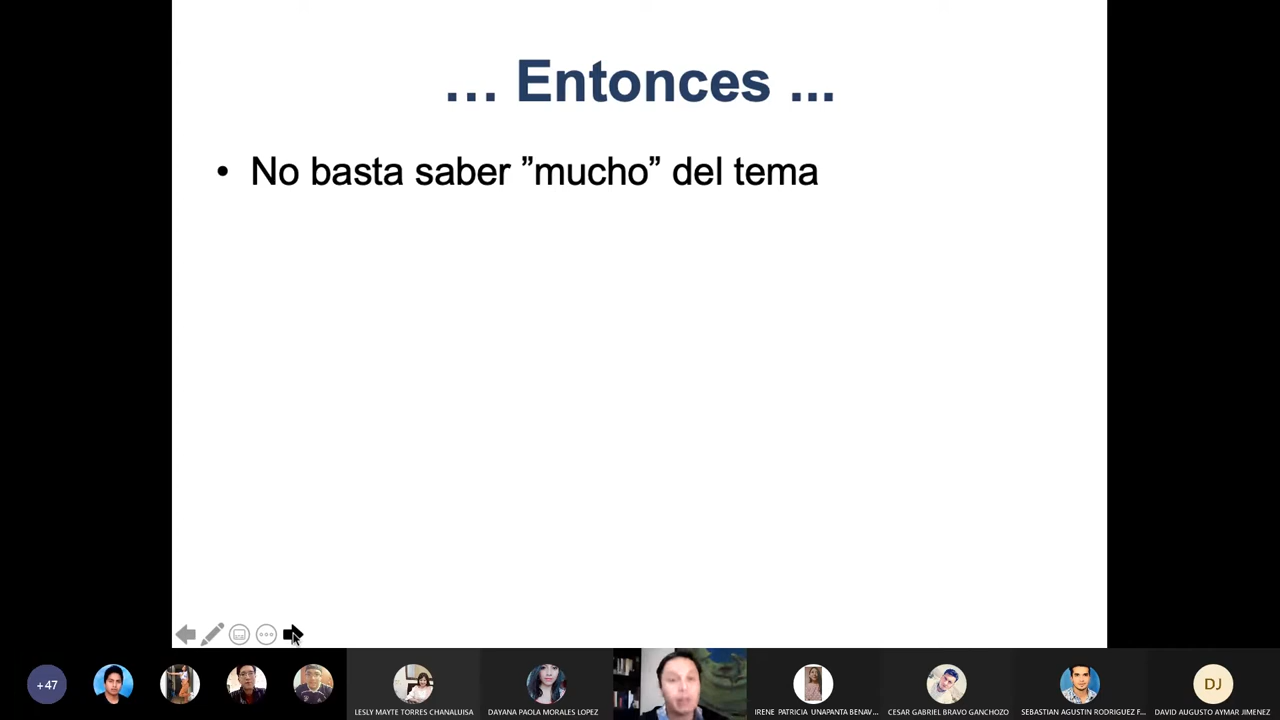 … Entonces ...
• No basta saber ”mucho” del tema
+47
LESLY MAYTE TORRES CHANALUISA
DAYANA PAOLA MORALES LOPEZ
IRENE PATRICIA UNAPANTA BENAV...
CESAR GABRIEL BRAVO GANCHOZO
SEBASTIAN AGUSTIN RODRIGUEZ F...
DJ
DAVID AUGUSTO AYMAR JIMENEZ